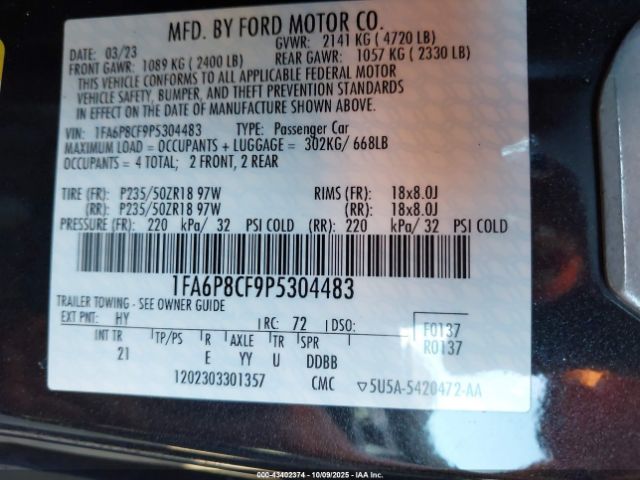 MFD. BY FORD MOTOR CO.
DATE: 03/23 GVWR: 2141 KG ( 4720 LB)
FRONT GAWR: 1089 KG ( 2400 LB) REAR GAWR: 1057 KG ( 2330 LB)
THIS VEHICLE CONFORMS TO ALL APPLICABLE FEDERAL MOTOR
VEHICLE SAFETY, BUMPER, AND THEFT PREVENTION STANDARDS
IN EFFECT ON THE DATE OF MANUFACTURE SHOWN ABOVE.
VIN: 1FA6P8CF9P5304483 TYPE: Passenger Car
MAXIMUM LOAD = OCCUPANTS + LUGGAGE = 302KG/ 668LB
OCCUPANTS = 4 TOTAL; 2 FRONT, 2 REAR
TIRE (FR): P235/50ZR18 97W RIMS (FR): 18x8.0J
(RR): P235/50ZR18 97W (RR): 18x8.0J
PRESSURE (FR): 220 kPa/ 32 PSI COLD (RR): 220 kPa/ 32 PSI COLD
1FA6P8CF9P5304483
TRAILER TOWING - SEE OWNER GUIDE
EXT PNT: HY RC: 72 DSO: F0137
INT TR TP/PS R AXLE TR SPR R0137
21 E YY U DDBB
1202303301357 CMC ▽5U5A-5420472-AA
000-43402374 | 10/09/2025 | IAA Inc.